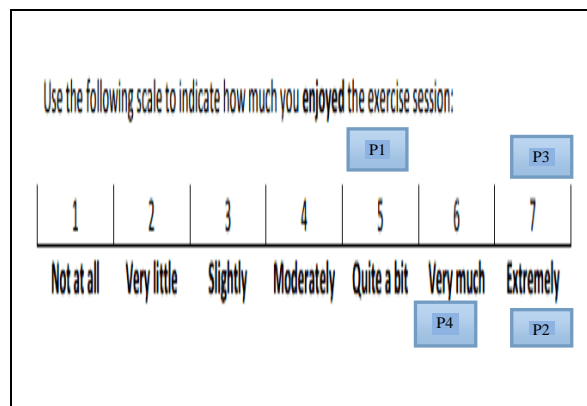 Use the following scale to indicate how much you enjoyed the exercise session:
P1 P3
1 2 3 4 5 6 7
Not at all Very little Slightly Moderately Quite a bit Very much Extremely
P4 P2